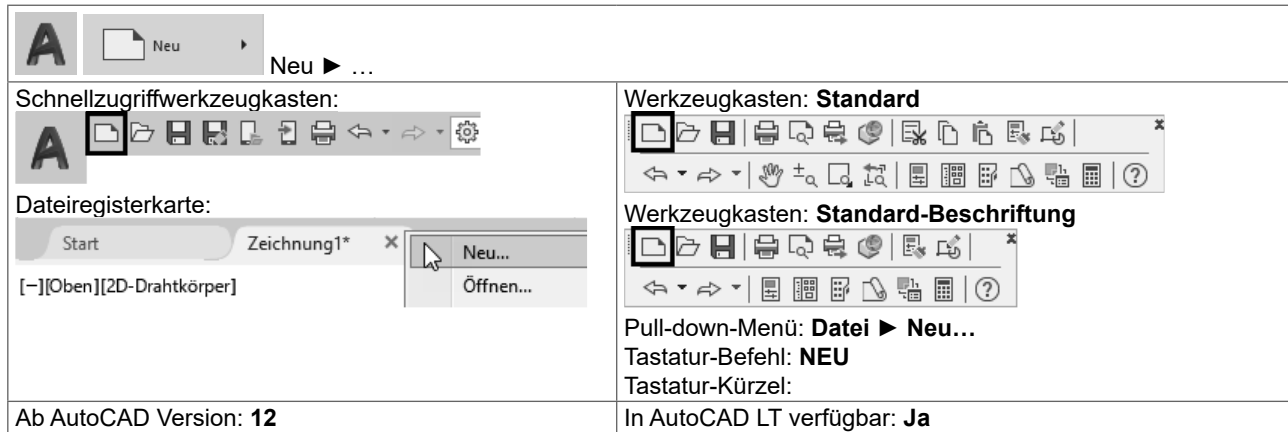 Neu
Neu ► …
Schnellzugriffwerkzeugkasten:
Dateiregisterkarte:
Start Zeichnung1* Neu...
[−][Oben][2D-Drahtkörper] Öffnen...
Werkzeugkasten: Standard
Werkzeugkasten: Standard-Beschriftung
Pull-down-Menü: Datei ► Neu…
Tastatur-Befehl: NEU
Tastatur-Kürzel:
Ab AutoCAD Version: 12
In AutoCAD LT verfügbar: Ja